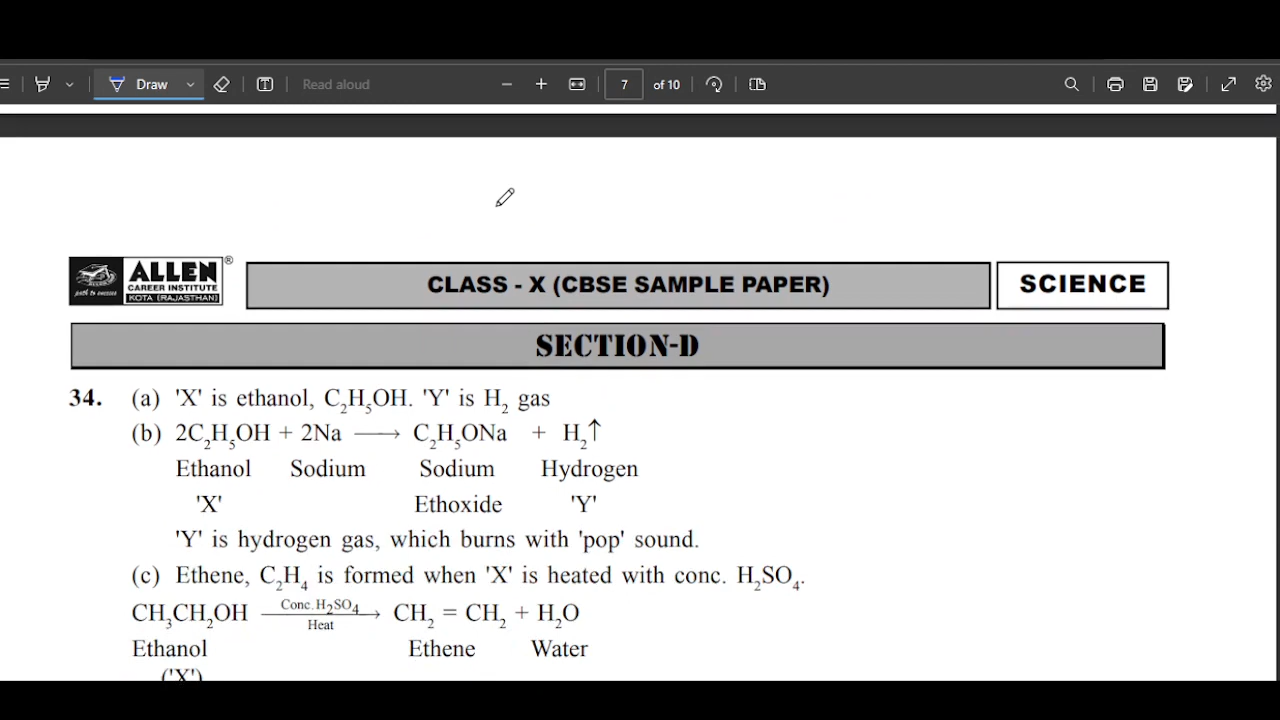 Draw
Read aloud
7 of 10
ALLEN ®
CAREER INSTITUTE
path to success
KOTA (RAJASTHAN)
CLASS - X (CBSE SAMPLE PAPER)
SCIENCE
SECTION-D
34. (a) 'X' is ethanol, C₂H₅OH. 'Y' is H₂ gas
(b) 2C₂H₅OH + 2Na ⟶ C₂H₅ONa + H₂↑
Ethanol Sodium Sodium Hydrogen
'X' Ethoxide 'Y'
'Y' is hydrogen gas, which burns with 'pop' sound.
(c) Ethene, C₂H₄ is formed when 'X' is heated with conc. H₂SO₄.
Conc. H₂SO₄
CH₃CH₂OH ⟶ CH₂ = CH₂ + H₂O
Heat
Ethanol Ethene Water
('X')